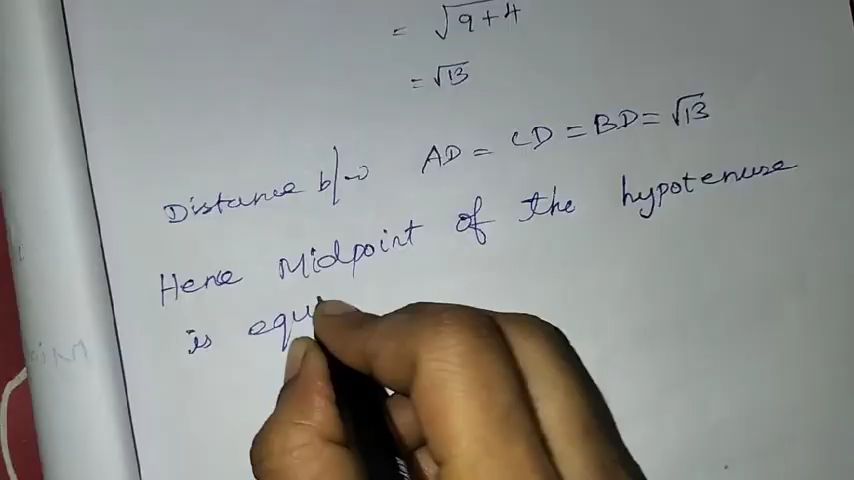 = √9+4
= √13
Distance b/w AD = CD = BD = √13
Hence Midpoint of the hypotenuse
is equ